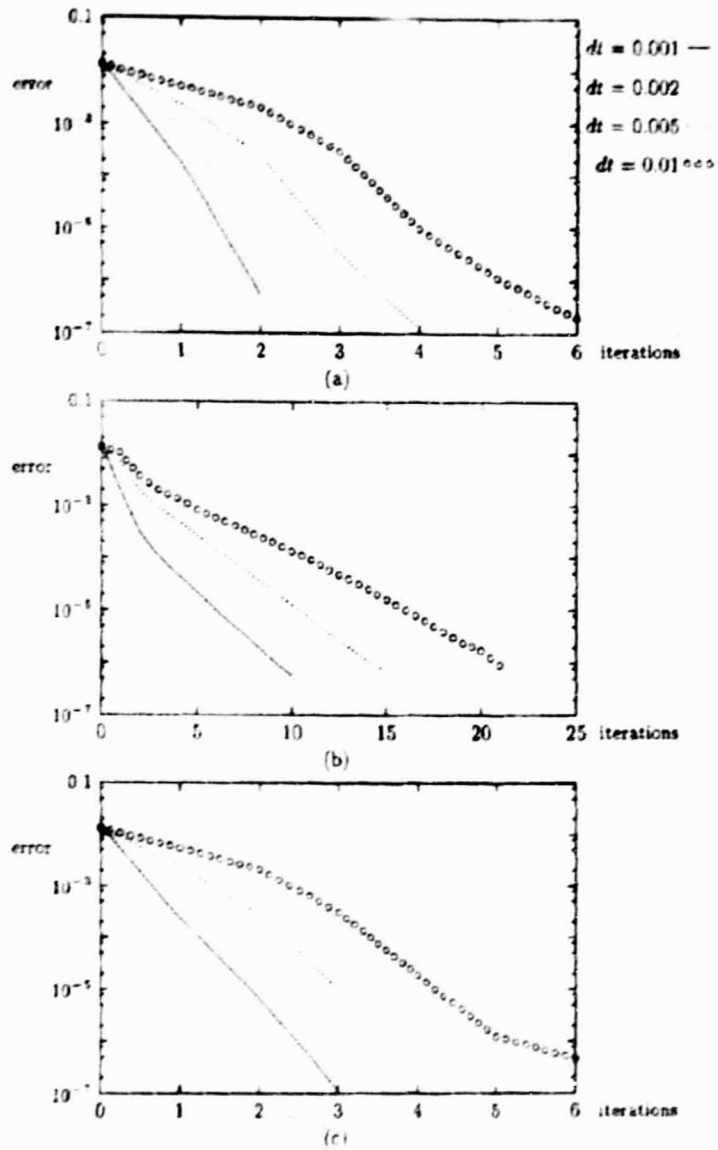 0.1
error
10⁻³
10⁻⁵
10⁻⁷
0 1 2 3 4 5 6 iterations
(a)
dt = 0.001
dt = 0.002
dt = 0.005
dt = 0.01
0.1
error
10⁻³
10⁻⁵
10⁻⁷
0 5 10 15 20 25 iterations
(b)
0.1
error
10⁻³
10⁻⁵
10⁻⁷
0 1 2 3 4 5 6 iterations
(c)